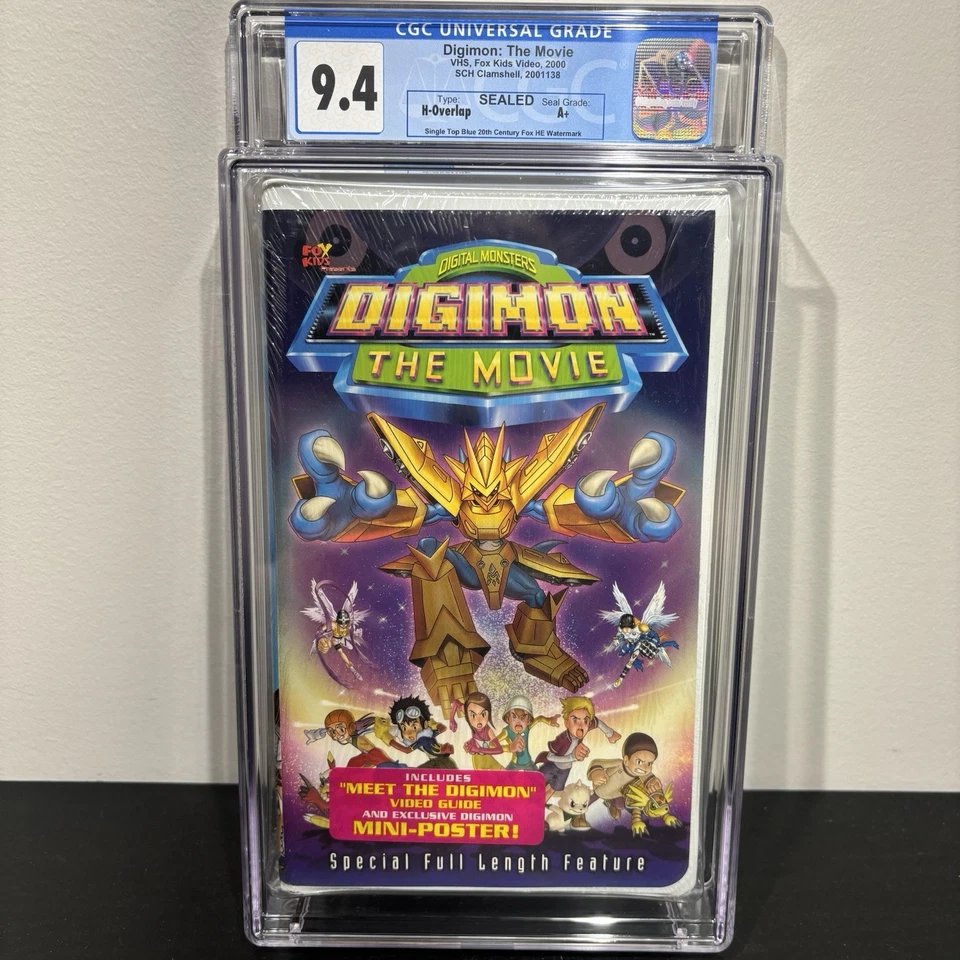 CGC UNIVERSAL GRADE
9.4
Digimon: The Movie
VHS, Fox Kids Video, 2000
SCH Clamshell, 2001138
Type: SEALED Seal Grade:
H-Overlap A+
Single Top Blue 20th Century Fox HE Watermark
CGC
FOX
KIDS
DIGITAL MONSTERS
DIGIMON
THE MOVIE
INCLUDES
"MEET THE DIGIMON"
VIDEO GUIDE
AND EXCLUSIVE DIGIMON
MINI-POSTER!
Special Full Length Feature